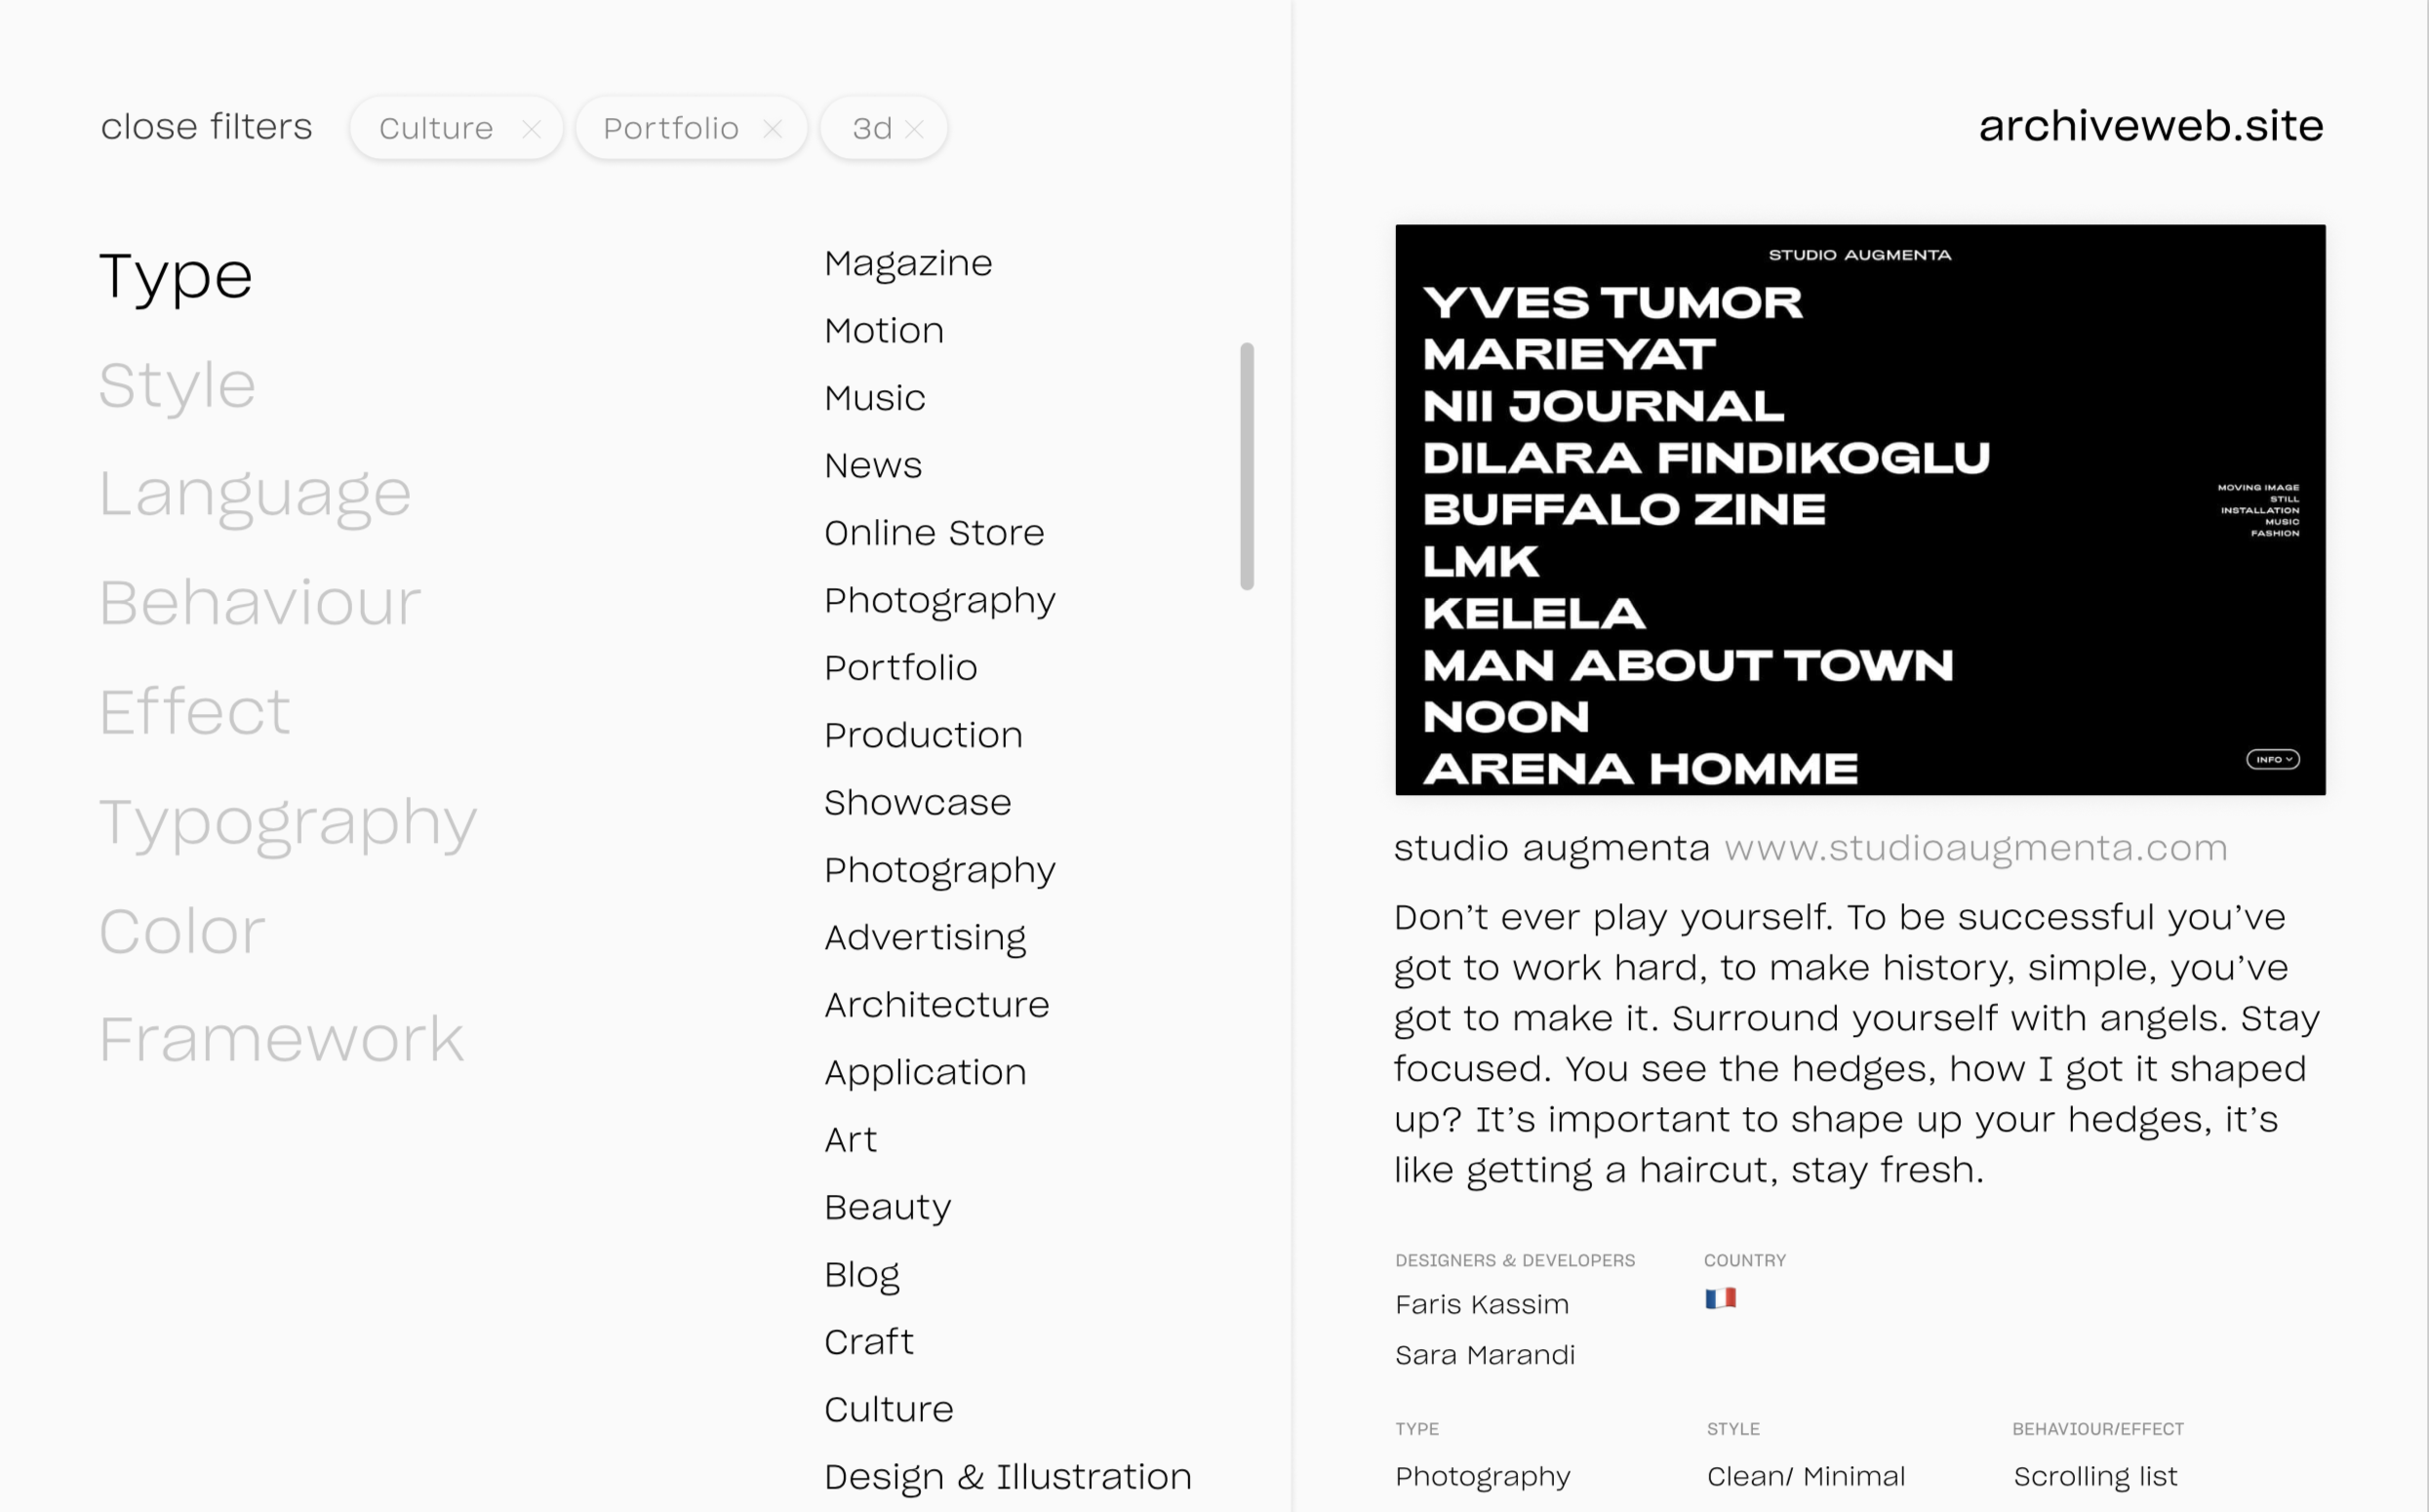 close filters
Culture
Portfolio
3d
Type
Style
Language
Behaviour
Effect
Typography
Color
Framework
Magazine
Motion
Music
News
Online Store
Photography
Portfolio
Production
Showcase
Photography
Advertising
Architecture
Application
Art
Beauty
Blog
Craft
Culture
Design & Illustration
archiveweb.site
STUDIO AUGMENTA
YVES TUMOR
MARIEYAT
NII JOURNAL
DILARA FINDIKOGLU
BUFFALO ZINE
LMK
KELELA
MAN ABOUT TOWN
NOON
ARENA HOMME
MOVING IMAGE
STILL
INSTALLATION
MUSIC
FASHION
INFO
studio augmenta www.studioaugmenta.com
Don’t ever play yourself. To be successful you’ve
got to work hard, to make history, simple, you’ve
got to make it. Surround yourself with angels. Stay
focused. You see the hedges, how I got it shaped
up? It’s important to shape up your hedges, it’s
like getting a haircut, stay fresh.
DESIGNERS & DEVELOPERS
Faris Kassim
Sara Marandi
COUNTRY
TYPE
Photography
STYLE
Clean/ Minimal
BEHAVIOUR/EFFECT
Scrolling list